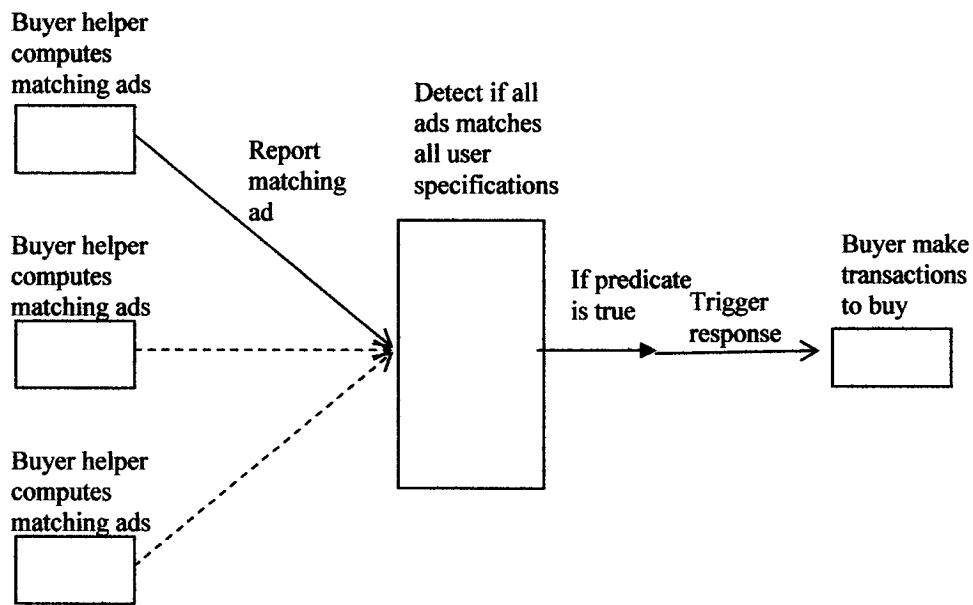 Buyer helper
computes
matching ads
Report
matching
ad
Detect if all
ads matches
all user
specifications
Buyer helper
computes
matching ads
If predicate
is true
Trigger
response
Buyer make
transactions
to buy
Buyer helper
computes
matching ads